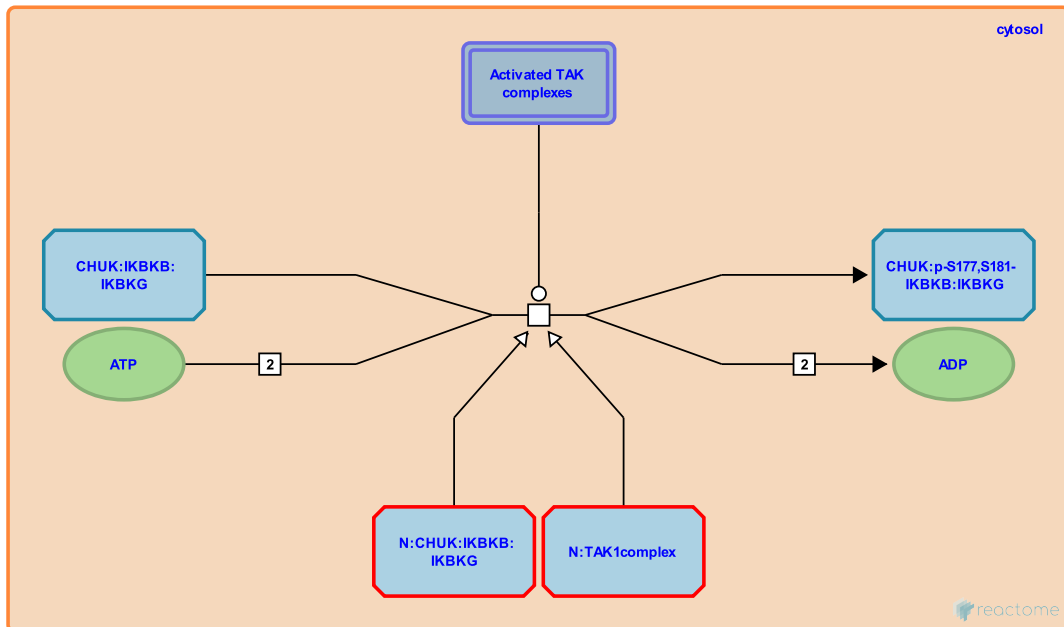 cytosol
Activated TAK
complexes
CHUK:IKBKB:
IKBKG
CHUK:p-S177,S181-
IKBKB:IKBKG
ATP
2
2
ADP
N:CHUK:IKBKB:
IKBKG
N:TAK1complex
reactome